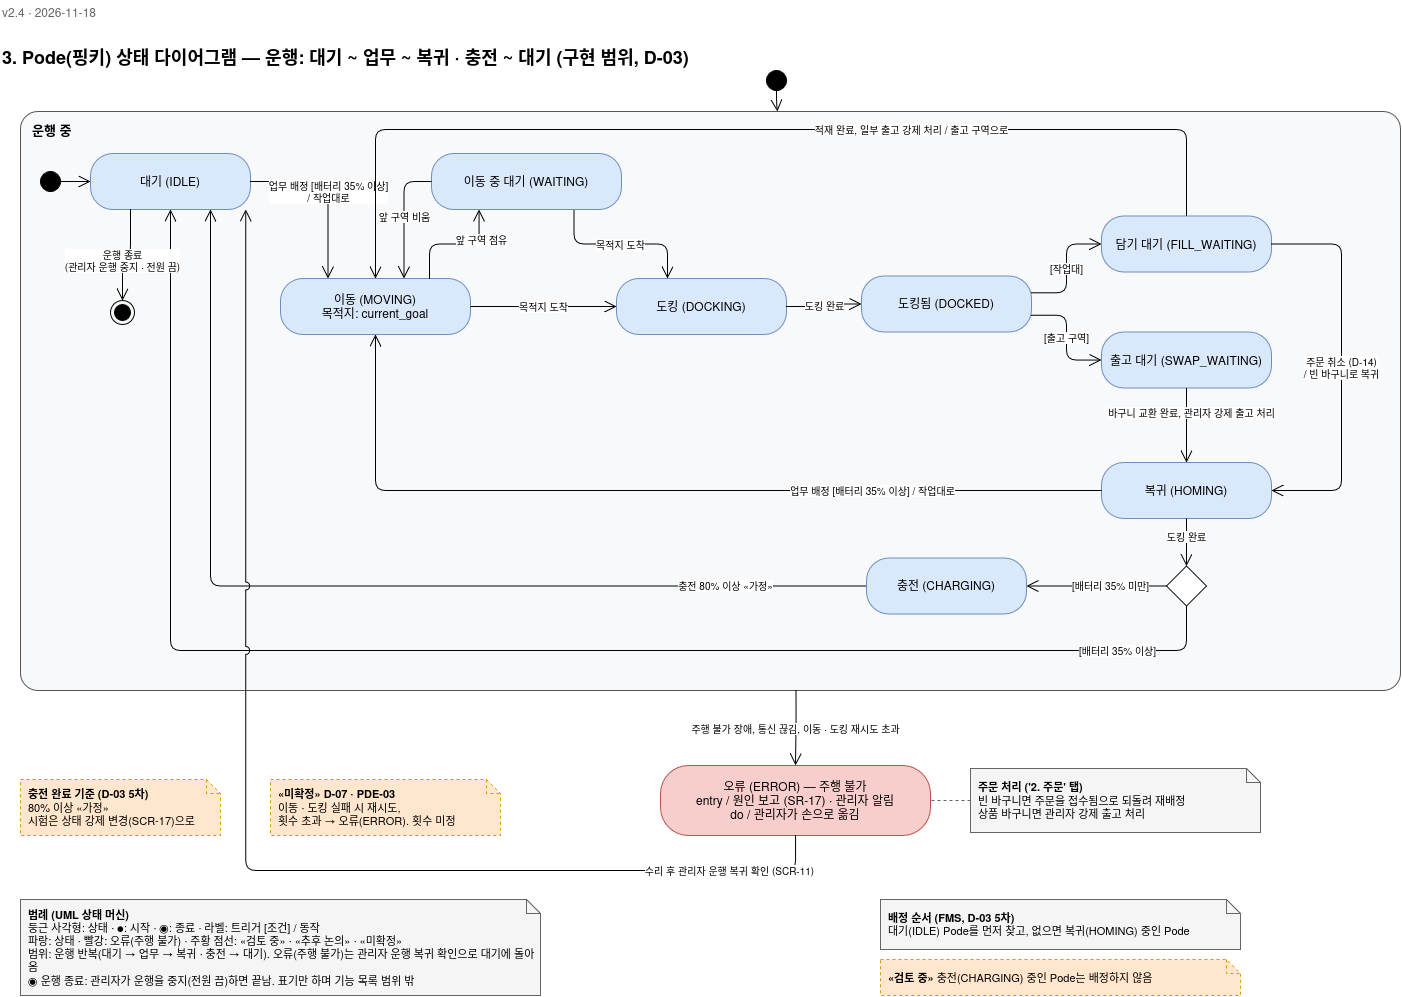 v2.4 · 2026-11-18
3. Pode(핑키) 상태 다이어그램 — 운행: 대기 ~ 업무 ~ 복귀 · 충전 ~ 대기 (구현 범위, D-03)
운행 중
적재 완료, 일부 출고 강제 처리 / 출고 구역으로
대기 (IDLE)
업무 배정 [배터리 35% 이상]
/ 작업대로
이동 중 대기 (WAITING)
앞 구역 비움
앞 구역 점유
목적지 도착
담기 대기 (FILL_WAITING)
[작업대]
운행 종료
(관리자 운행 중지 · 전원 끔)
이동 (MOVING)
목적지: current_goal
목적지 도착
도킹 (DOCKING)
도킹 완료
도킹됨 (DOCKED)
[출고 구역]
출고 대기 (SWAP_WAITING)
주문 취소 (D-14)
/ 빈 바구니로 복귀
바구니 교환 완료, 관리자 강제 출고 처리
업무 배정 [배터리 35% 이상] / 작업대로
복귀 (HOMING)
도킹 완료
충전 80% 이상 «가정»
충전 (CHARGING)
[배터리 35% 미만]
[배터리 35% 이상]
주행 불가 장애, 통신 끊김, 이동 · 도킹 재시도 초과
오류 (ERROR) — 주행 불가
entry / 원인 보고 (SR-17) · 관리자 알림
do / 관리자가 손으로 옮김
주문 처리 ('2. 주문' 탭)
빈 바구니면 주문을 접수됨으로 되돌려 재배정
상품 바구니면 관리자 강제 출고 처리
충전 완료 기준 (D-03 5차)
80% 이상 «가정»
시험은 상태 강제 변경(SCR-17)으로
«미확정» D-07 · PDE-03
이동 · 도킹 실패 시 재시도,
횟수 초과 → 오류(ERROR). 횟수 미정
수리 후 관리자 운행 복귀 확인 (SCR-11)
범례 (UML 상태 머신)
둥근 사각형: 상태 · ●: 시작 · ◉: 종료 · 라벨: 트리거 [조건] / 동작
파랑: 상태 · 빨강: 오류(주행 불가) · 주황 점선: «검토 중» · «추후 논의» · «미확정»
범위: 운행 반복(대기 → 업무 → 복귀 · 충전 → 대기). 오류(주행 불가)는 관리자 운행 복귀 확인으로 대기에 돌아
옴
◉ 운행 종료: 관리자가 운행을 중지(전원 끔)하면 끝남. 표기만 하며 기능 목록 범위 밖
배정 순서 (FMS, D-03 5차)
대기(IDLE) Pode를 먼저 찾고, 없으면 복귀(HOMING) 중인 Pode
«검토 중» 충전(CHARGING) 중인 Pode는 배정하지 않음